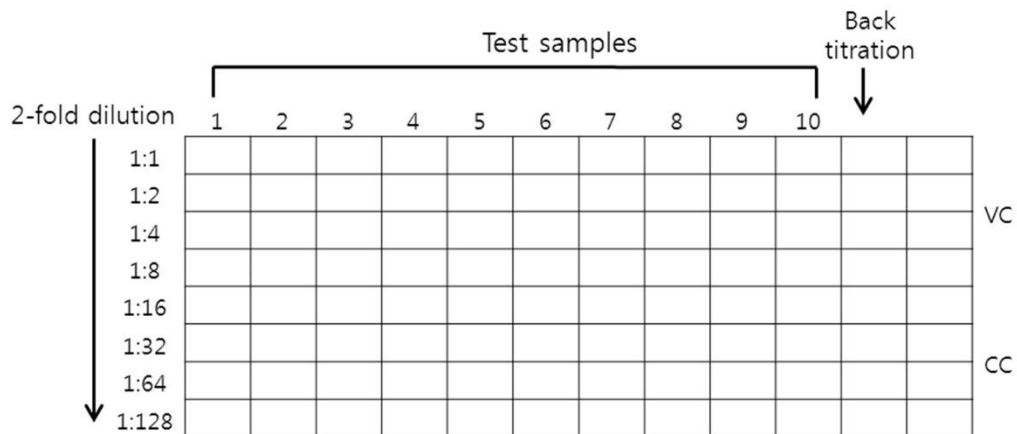 Back
titration
Test samples
2-fold dilution
1 2 3 4 5 6 7 8 9 10
1:1
1:2
VC
1:4
1:8
1:16
1:32
CC
1:64
1:128